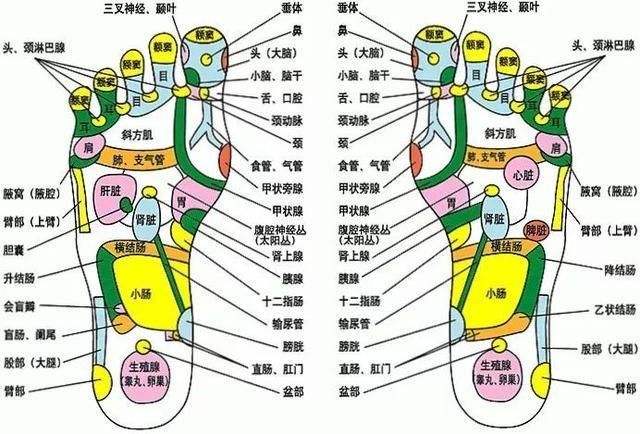 三叉神经、颞叶
额窦
额窦
额窦
额窦
额窦
头、颈淋巴腺
目
目
耳
耳
斜方肌
肩
肺、支气管
肝脏
胃
肾脏
横结肠
小肠
生殖腺
(睾丸、卵巢)
腋窝（腋腔）
臂部（上臂）
胆囊
升结肠
会盲瓣
盲肠、阑尾
股部（大腿）
臂部
垂体
鼻
头（大脑）
小脑、脑干
舌、口腔
颈动脉
颈
食管、气管
甲状旁腺
甲状腺
腹腔神经丛
(太阳丛)
肾上腺
胰腺
十二指肠
输尿管
膀胱
直肠、肛门
盆部
垂体
鼻
头（大脑）
小脑、脑干
舌、口腔
颈动脉
颈
食管、气管
甲状旁腺
甲状腺
腹腔神经丛
(太阳丛)
肾上腺
胰腺
十二指肠
输尿管
膀胱
直肠、肛门
盆部
三叉神经、颞叶
额窦
额窦
额窦
额窦
额窦
头、颈淋巴腺
目
目
耳
耳
斜方肌
肩
肺、支气管
心脏
胃
肾脏
脾脏
横结肠
小肠
生殖腺
(睾丸、卵巢)
腋窝（腋腔）
臂部（上臂）
降结肠
乙状结肠
股部（大腿）
臂部